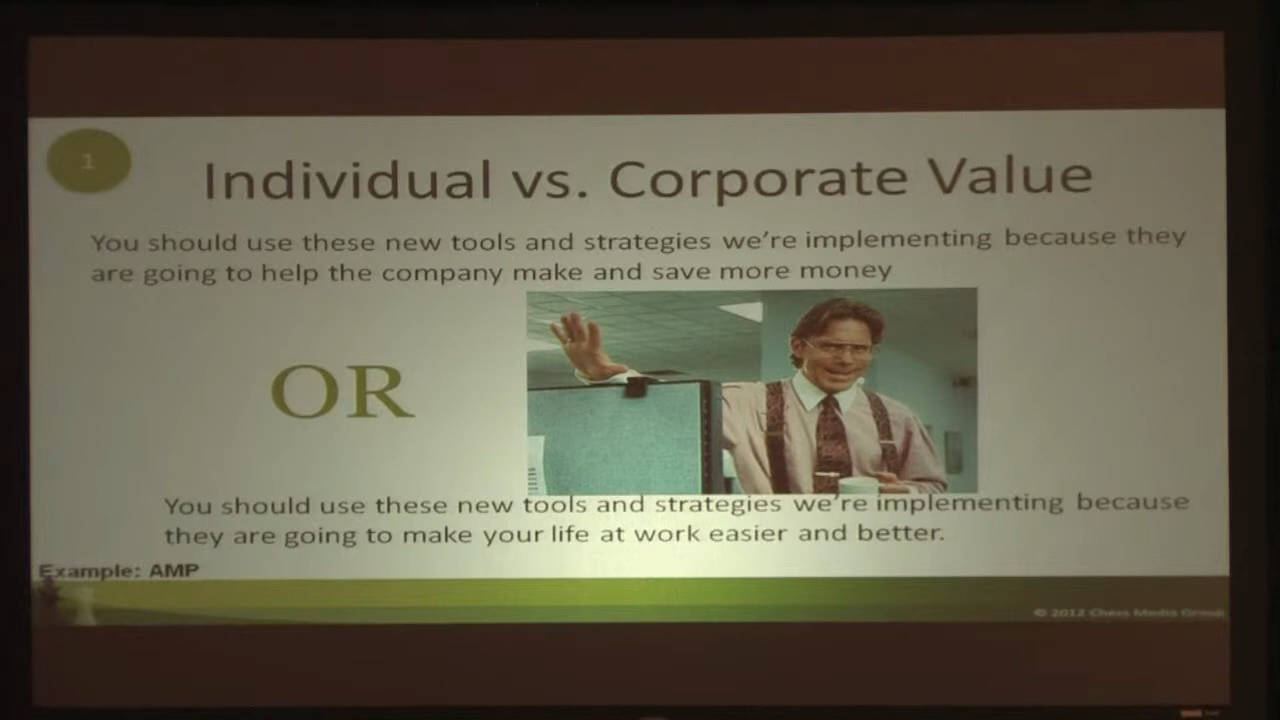 1
Individual vs. Corporate Value
You should use these new tools and strategies we're implementing because they
are going to help the company make and save more money
OR
You should use these new tools and strategies we're implementing because
they are going to make your life at work easier and better.
Example: AMP
© 2012 Chess Media Group